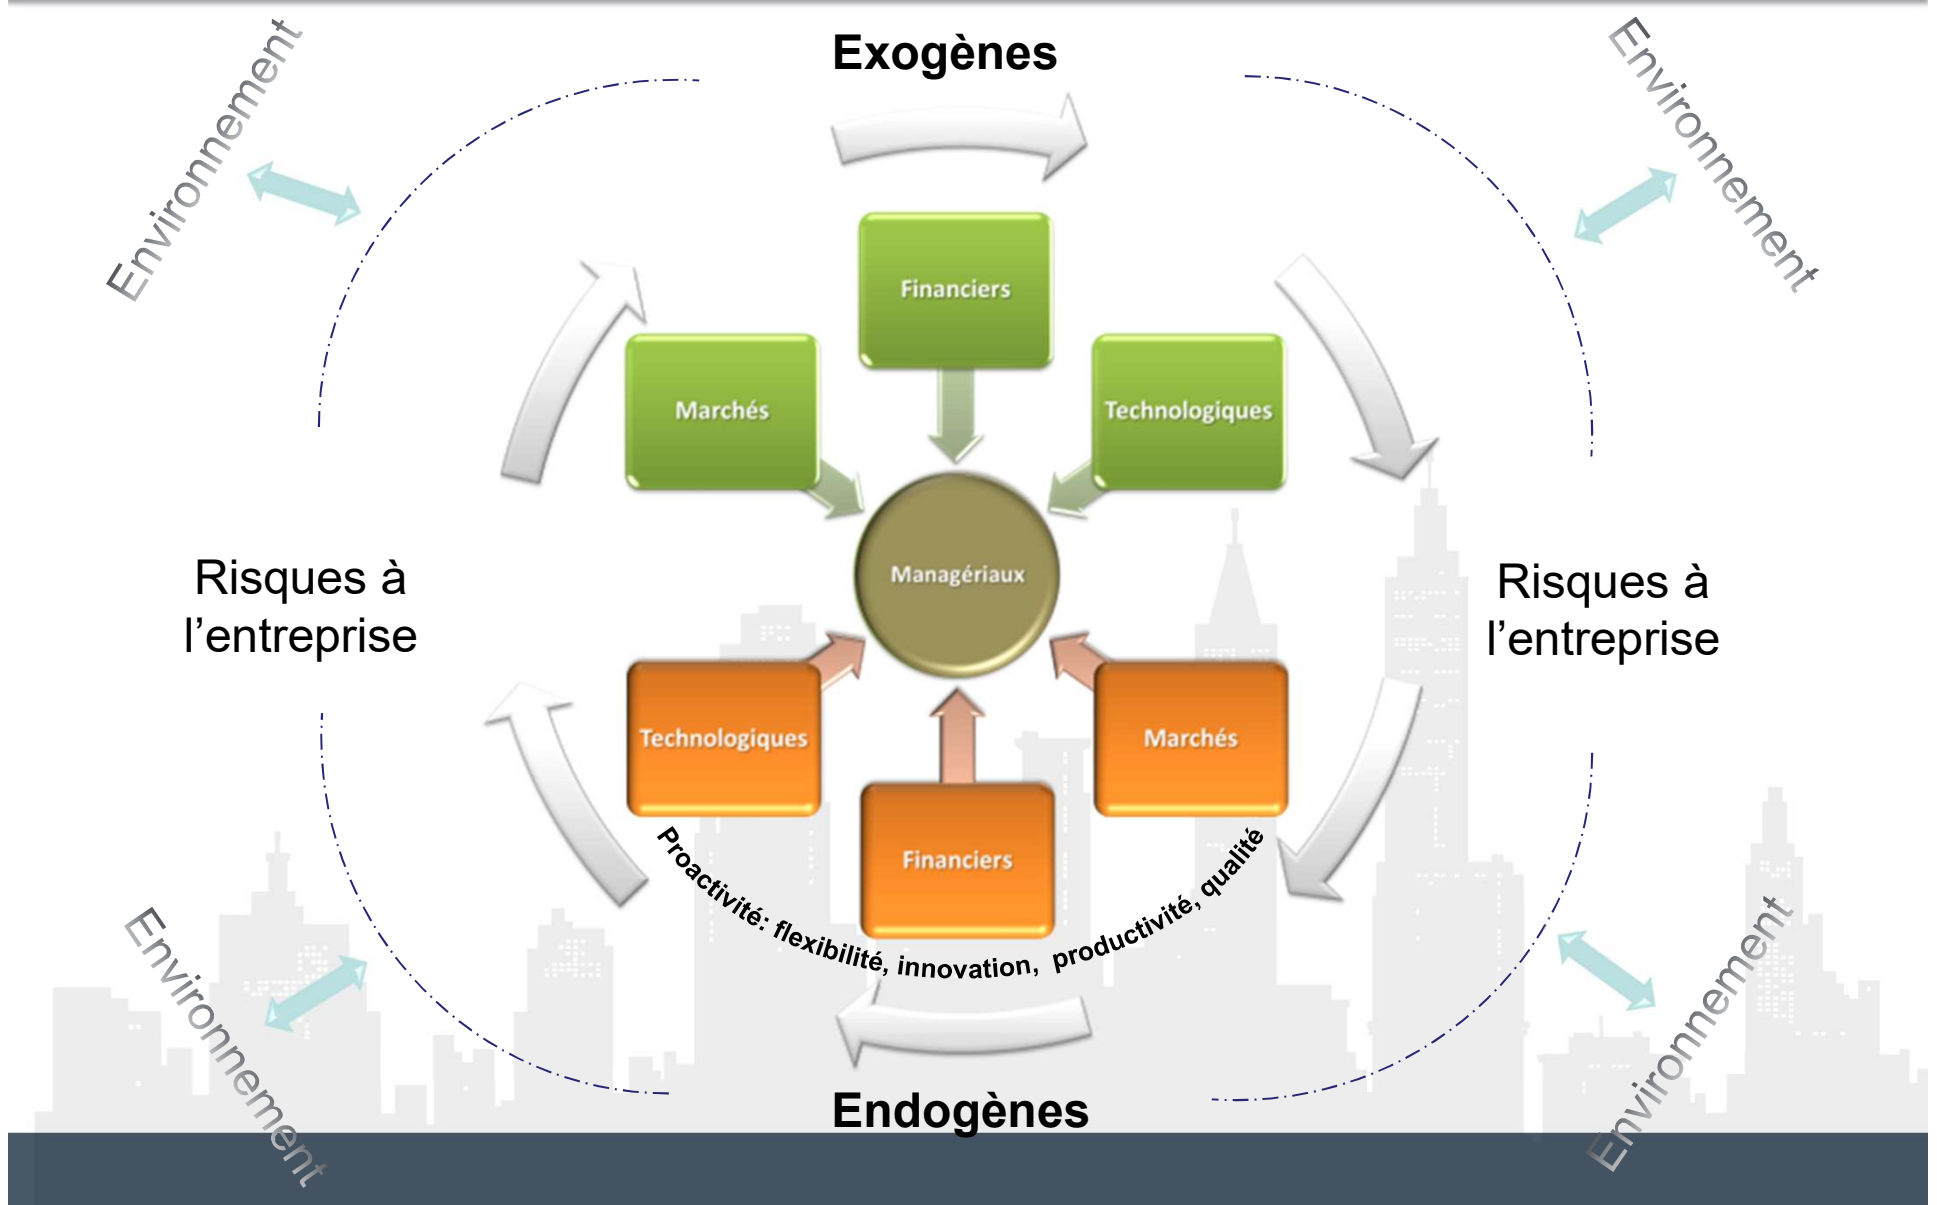 Exogènes
Environnement
Environnement
Financiers
Marchés
Technologiques
Managériaux
Risques à
l’entreprise
Risques à
l’entreprise
Technologiques
Marchés
Financiers
Proactivité: flexibilité, innovation, productivité, qualité
Environnement
Environnement
Endogènes